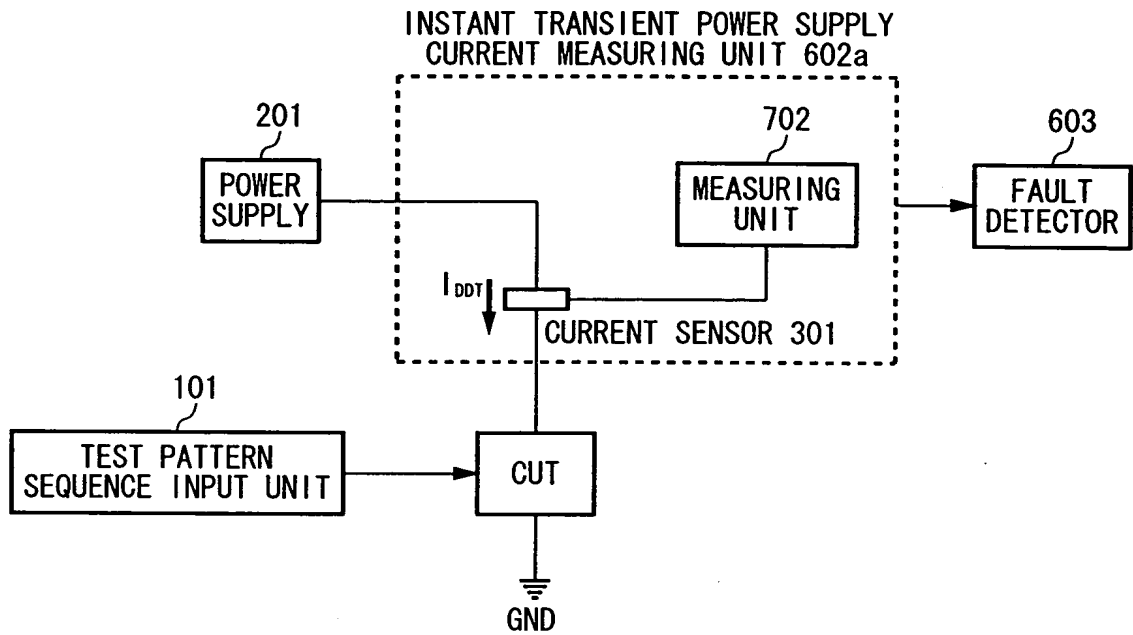 INSTANT TRANSIENT POWER SUPPLY
CURRENT MEASURING UNIT 602a
201
702
603
POWER
SUPPLY
MEASURING
UNIT
FAULT
DETECTOR
IDDT
CURRENT SENSOR 301
101
TEST PATTERN
SEQUENCE INPUT UNIT
CUT
GND